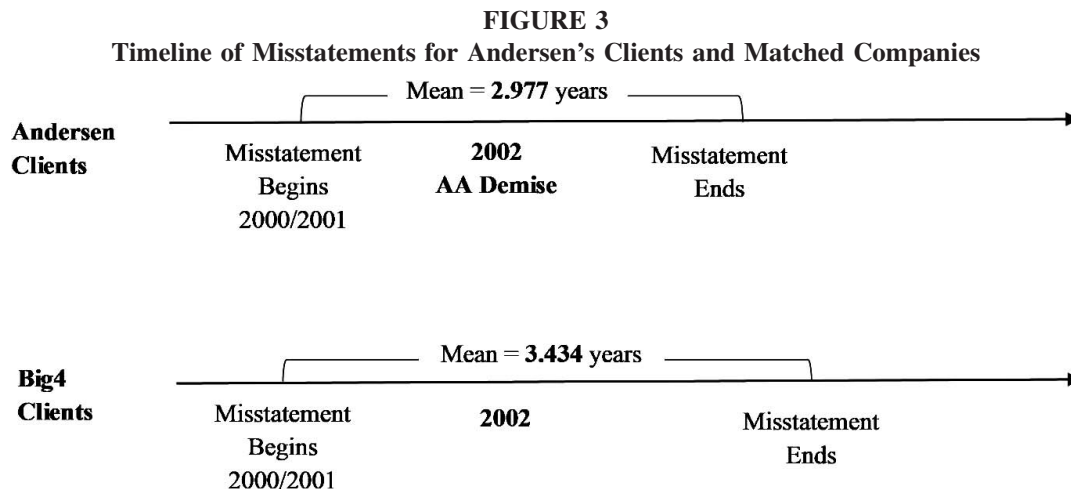 FIGURE 3
Timeline of Misstatements for Andersen's Clients and Matched Companies
Mean = 2.977 years
Andersen
Clients
Misstatement
Begins
2000/2001
2002
AA Demise
Misstatement
Ends
Mean = 3.434 years
Big4
Clients
Misstatement
Begins
2000/2001
2002
Misstatement
Ends